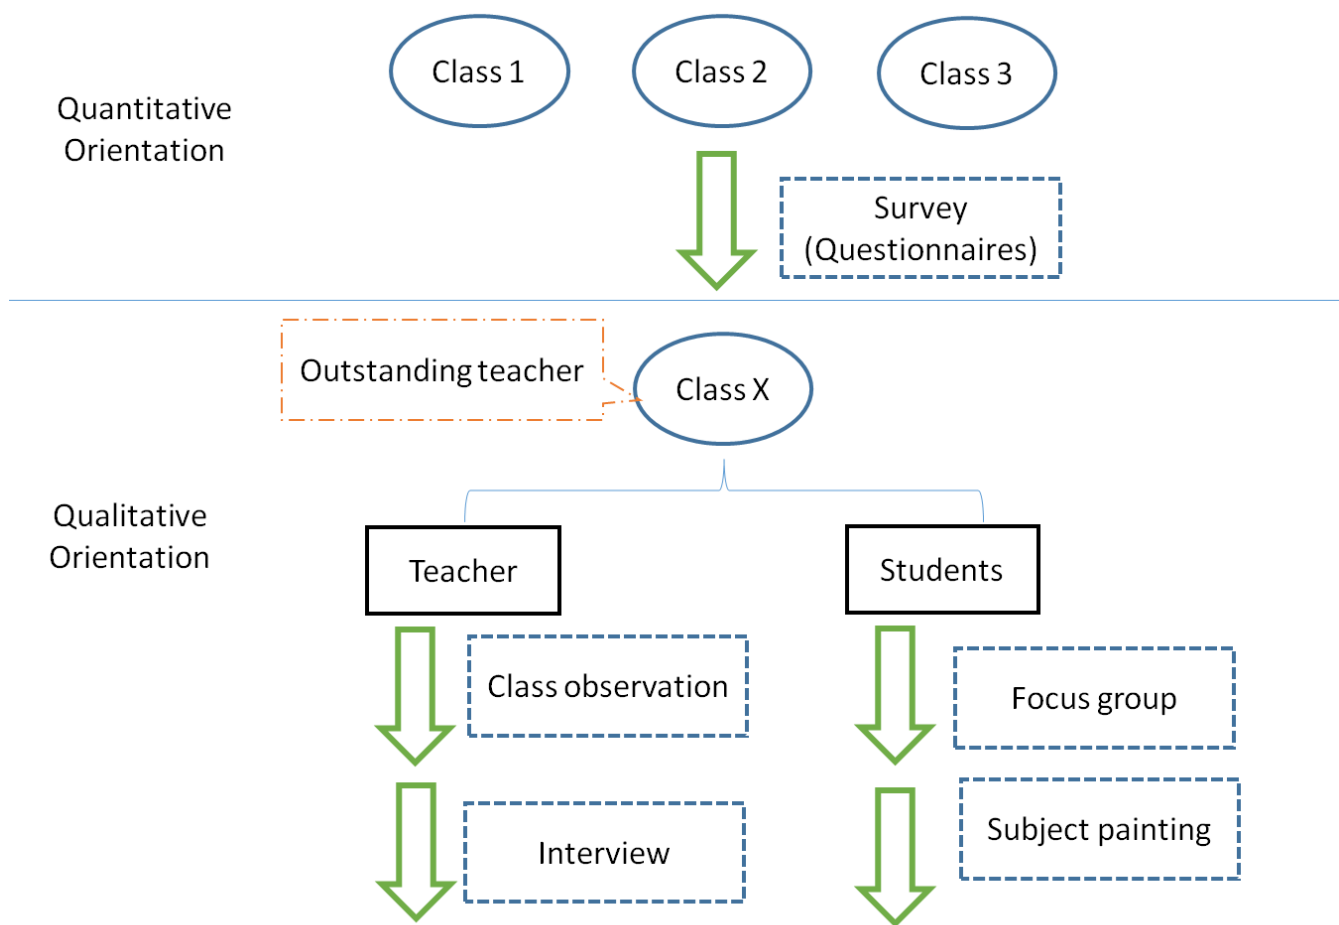 Class 1
Class 2
Class 3
Quantitative
Orientation
Survey
(Questionnaires)
Outstanding teacher
Class X
Qualitative
Orientation
Teacher
Students
Class observation
Focus group
Interview
Subject painting